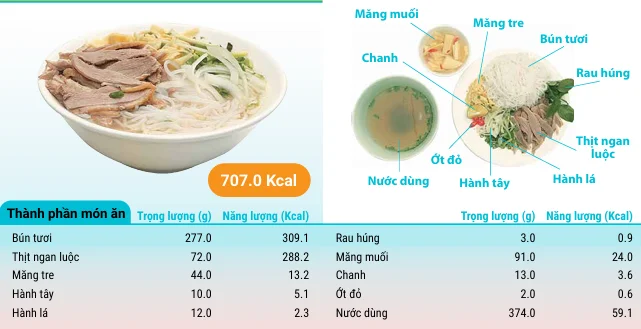 Măng muối
Măng tre
Bún tươi
Chanh
Rau húng
Thịt ngan
luộc
Ớt đỏ
Nước dùng
Hành tây
Hành lá
707.0 Kcal
Thành phần món ăn Trọng lượng (g) Năng lượng (Kcal) Trọng lượng (g) Năng lượng (Kcal)
Bún tươi 277.0 309.1 Rau húng 3.0 0.9
Thịt ngan luộc 72.0 288.2 Măng muối 91.0 24.0
Măng tre 44.0 13.2 Chanh 13.0 3.6
Hành tây 10.0 5.1 Ớt đỏ 2.0 0.6
Hành lá 12.0 2.3 Nước dùng 374.0 59.1